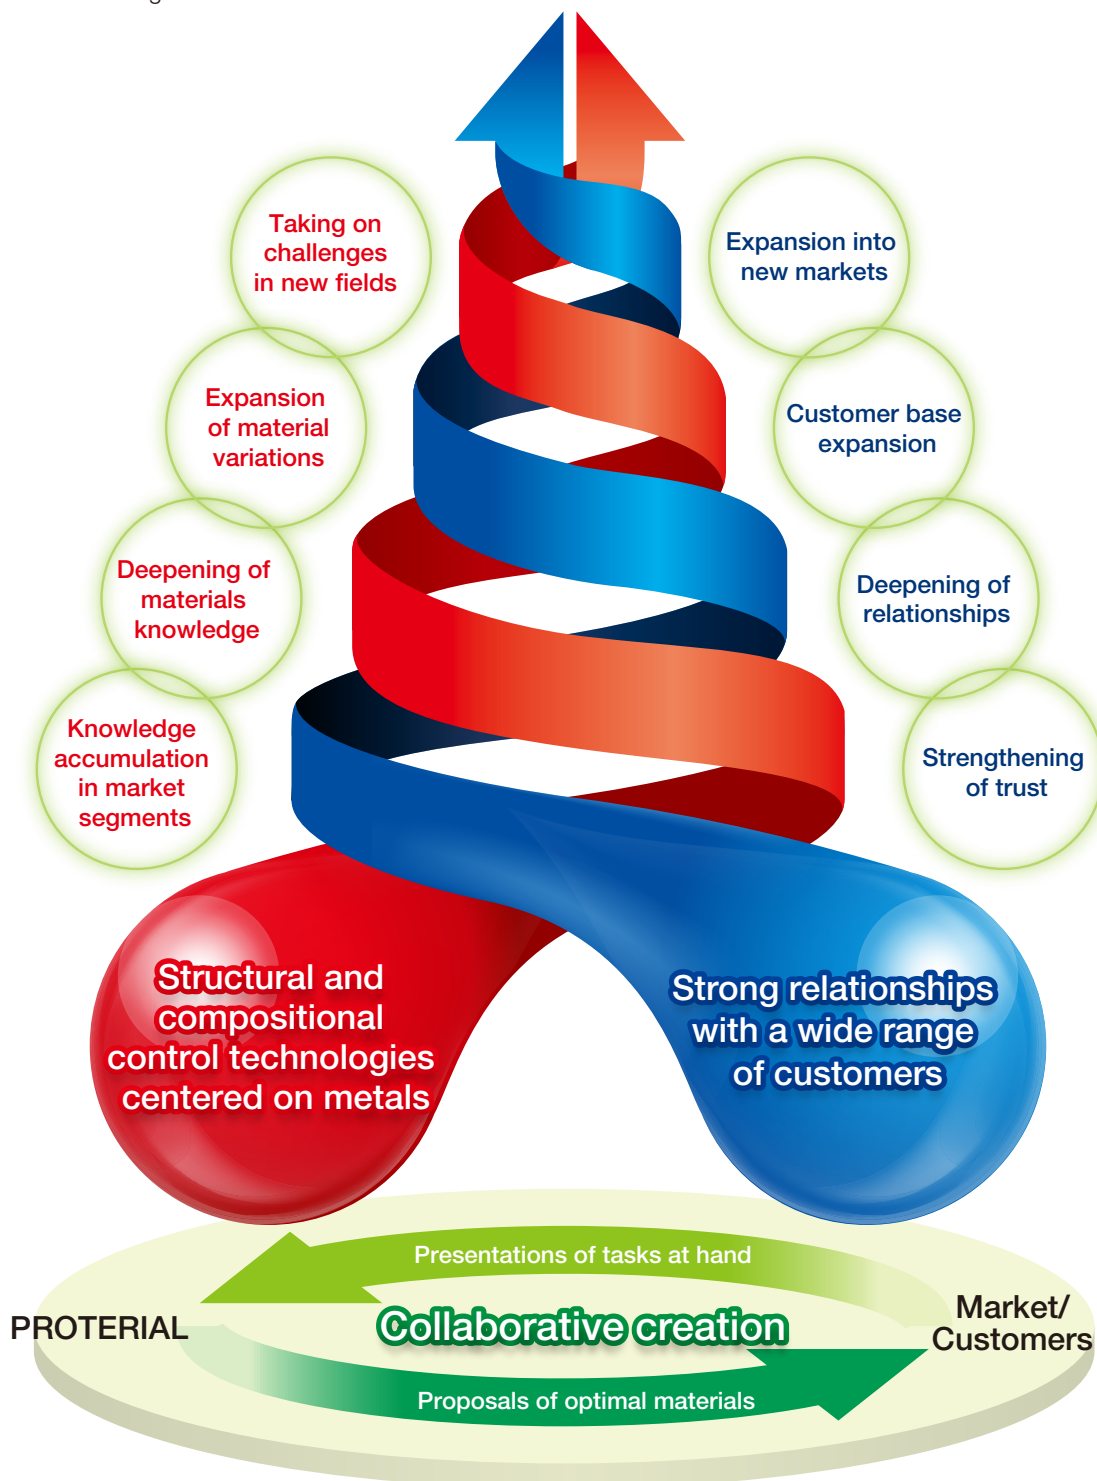 Taking on
challenges
in new fields
Expansion into
new markets
Expansion
of material
variations
Customer base
expansion
Deepening of
materials
knowledge
Deepening of
relationships
Knowledge
accumulation
in market
segments
Strengthening
of trust
Structural and
compositional
control technologies
centered on metals
Strong relationships
with a wide range
of customers
Presentations of tasks at hand
PROTERIAL
Collaborative creation
Market/
Customers
Proposals of optimal materials